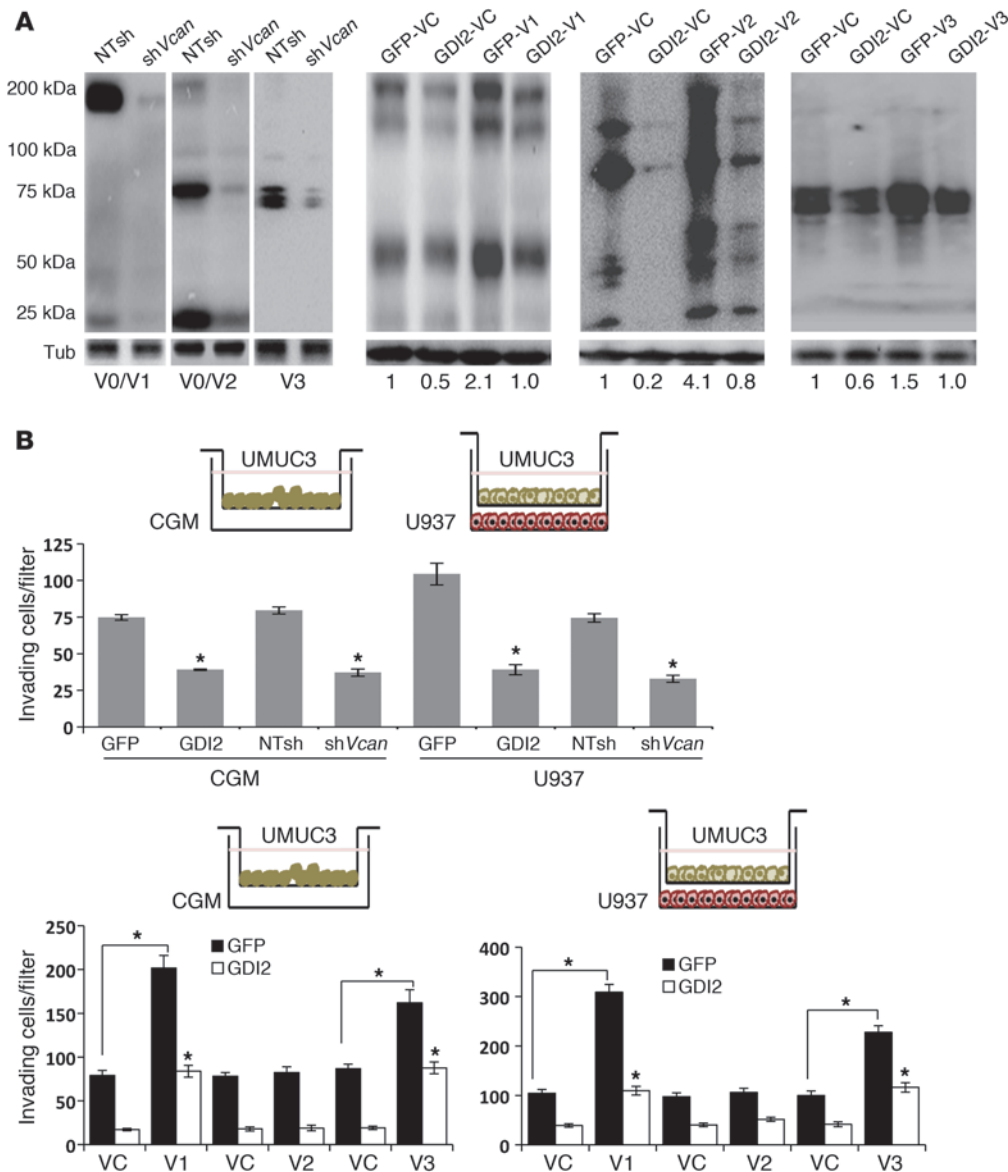 A
NTsh shVcan NTsh shVcan NTsh shVcan GFP-VC GDI2-VC GFP-V1 GDI2-V1 GFP-VC GDI2-VC GFP-V2 GDI2-V2 GFP-VC GDI2-VC GFP-V3 GDI2-V3
200 kDa
100 kDa
75 kDa
50 kDa
25 kDa
Tub
V0/V1 V0/V2 V3 1 0.5 2.1 1.0 1 0.2 4.1 0.8 1 0.6 1.5 1.0
B
UMUC3 UMUC3
CGM U937
Invading cells/filter
125
100
75
50
25
0
* * * *
GFP GDI2 NTsh shVcan GFP GDI2 NTsh shVcan
CGM U937
UMUC3
CGM
Invading cells/filter
250
200
150
100
50
0
GFP
GDI2
* * * *
VC V1 VC V2 VC V3
UMUC3
U937
400
300
200
100
0
GFP
GDI2
* * * *
VC V1 VC V2 VC V3